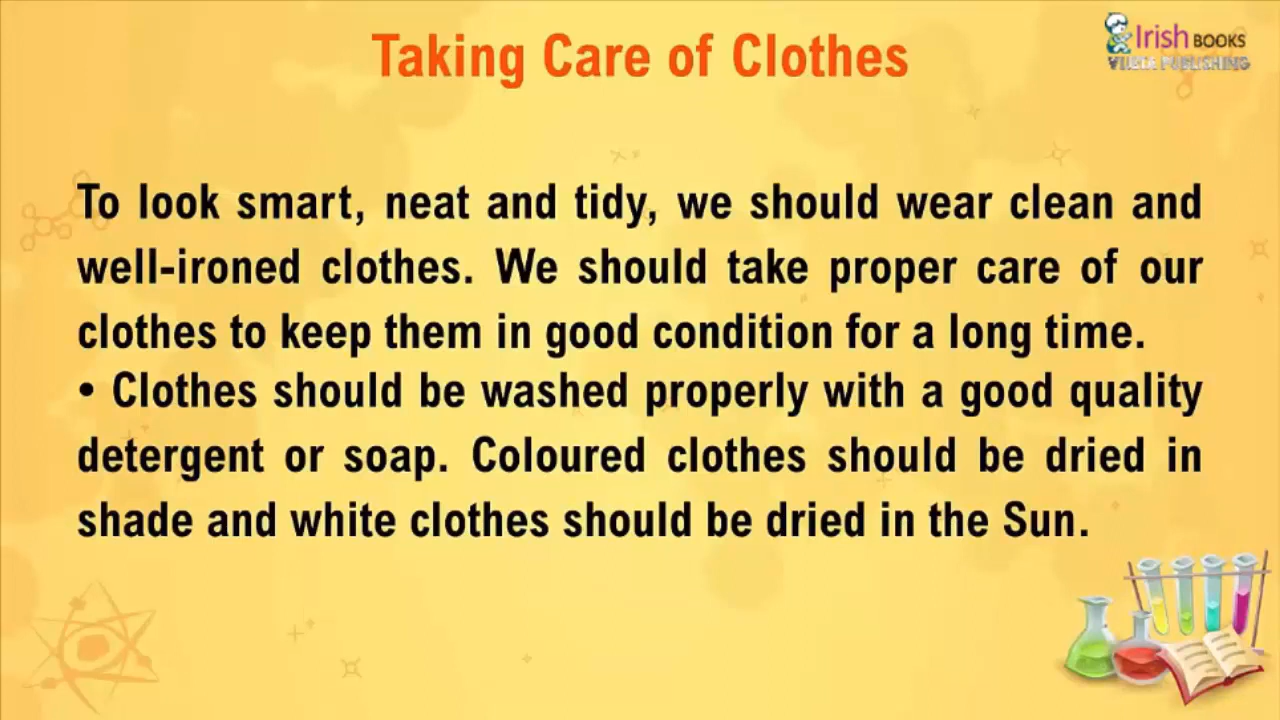 Taking Care of Clothes
Irish BOOKS
PUBLISHING
To look smart, neat and tidy, we should wear clean and
well-ironed clothes. We should take proper care of our
clothes to keep them in good condition for a long time.
• Clothes should be washed properly with a good quality
detergent or soap. Coloured clothes should be dried in
shade and white clothes should be dried in the Sun.